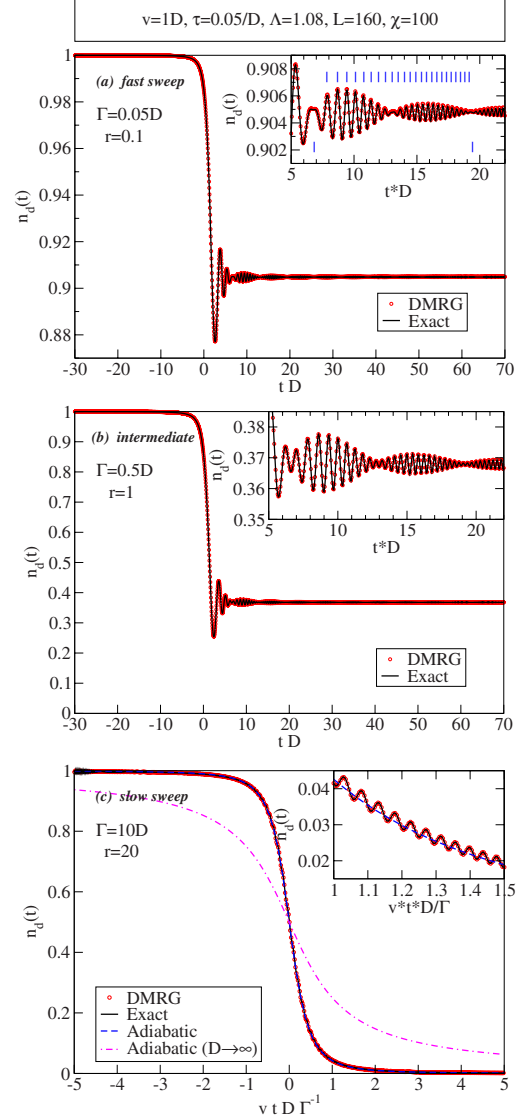 v=1D, τ=0.05/D, Λ=1.08, L=160, χ=100
1
0.98
0.96
0.94
0.92
0.9
0.88
n_d(t)
(a) fast sweep
Γ=0.05D
r=0.1
0.908
0.906
0.904
0.902
n_d(t)
5 10 15 20
t*D
DMRG
Exact
-30 -20 -10 0 10 20 30 40 50 60 70
t D
1
0.9
0.8
0.7
0.6
0.5
0.4
0.3
0.2
0.1
0
n_d(t)
(b) intermediate
Γ=0.5D
r=1
0.38
0.37
0.36
0.35
n_d(t)
5 10 15 20
t*D
DMRG
Exact
-30 -20 -10 0 10 20 30 40 50 60 70
t D
1
0.8
0.6
0.4
0.2
0
n_d(t)
(c) slow sweep
Γ=10D
r=20
0.04
0.03
0.02
n_d(t)
1 1.1 1.2 1.3 1.4 1.5
v*t*D/Γ
DMRG
Exact
Adiabatic
Adiabatic (D→∞)
-5 -4 -3 -2 -1 0 1 2 3 4 5
v t D Γ⁻¹